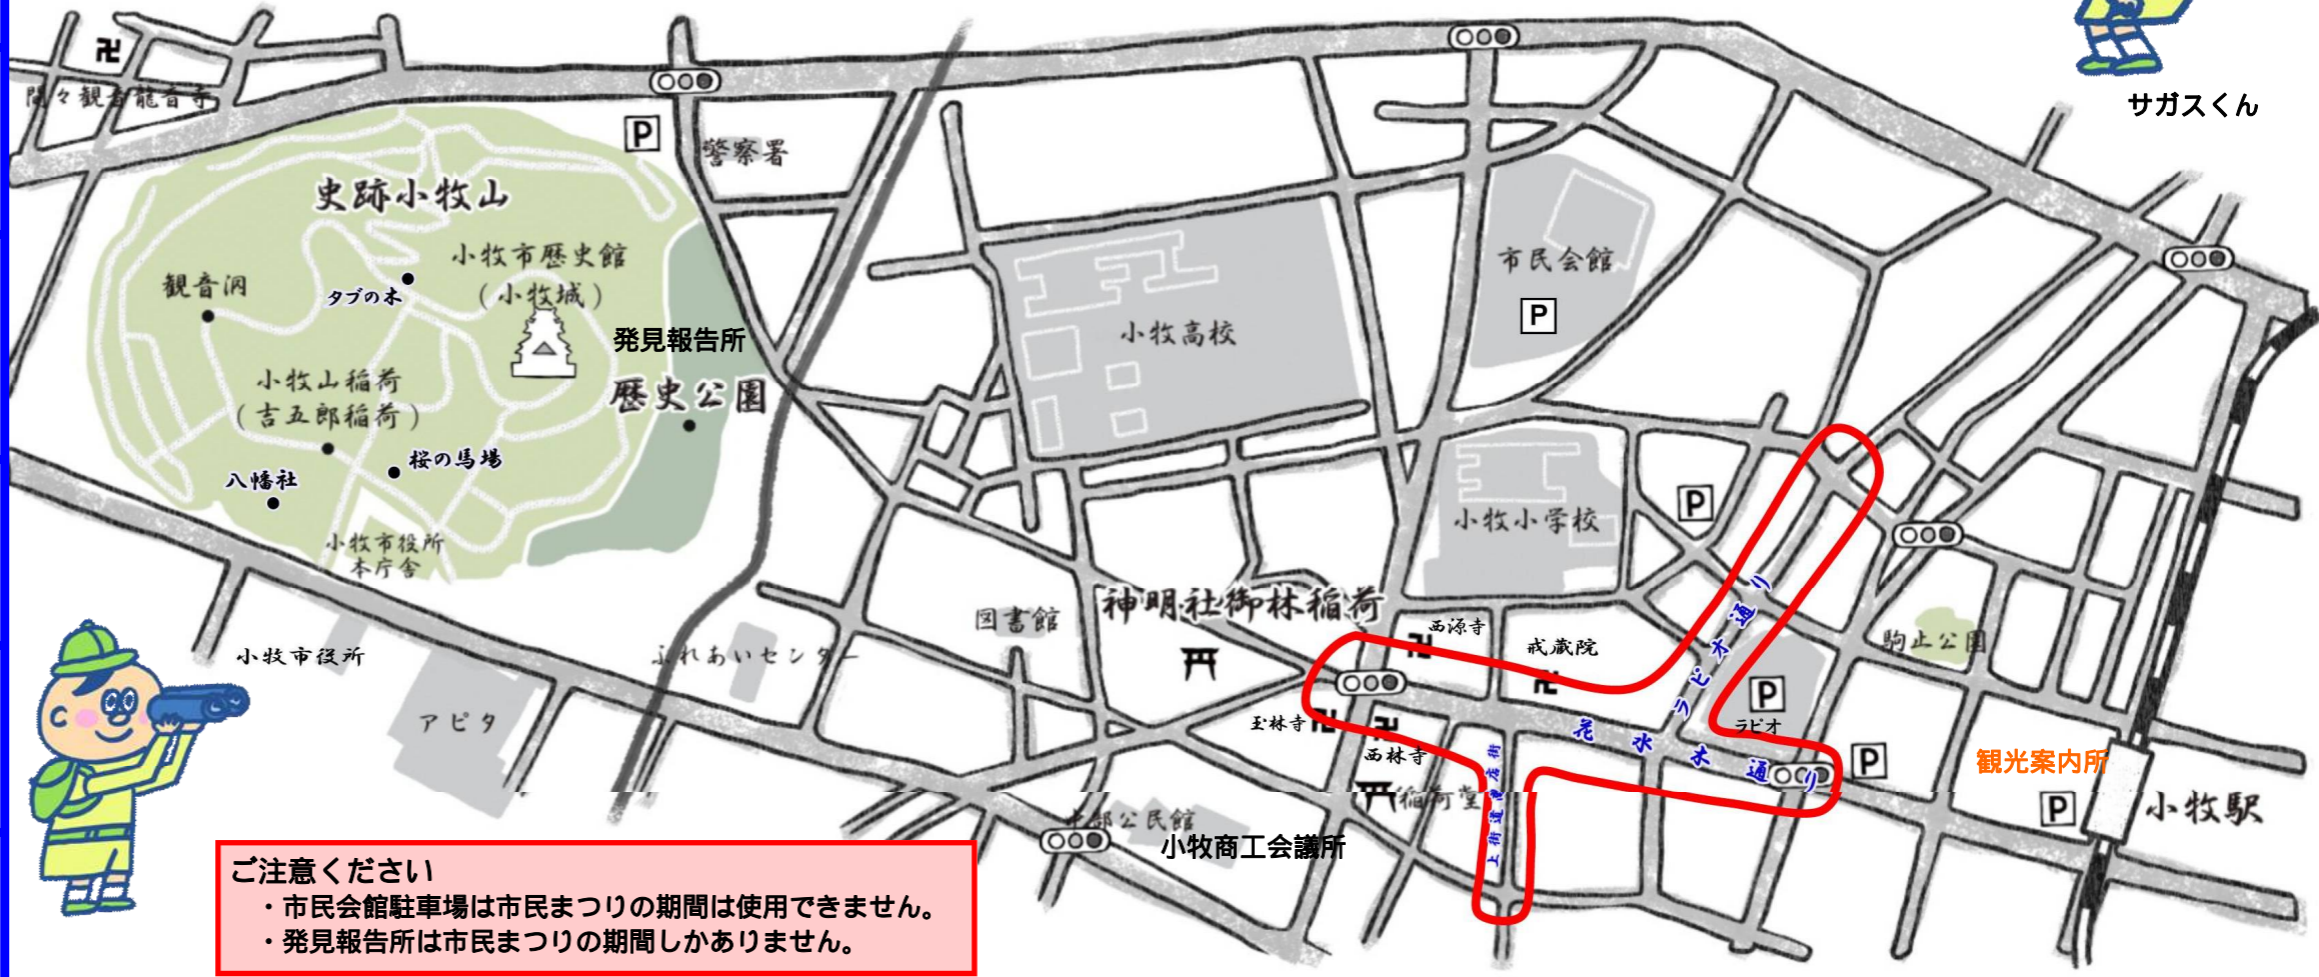 サガスくん
間々観音龍音寺
P
警察署
史跡小牧山
小牧市歴史館
(小牧城)
観音洞
タブの木
発見報告所
歴史公園
小牧山稲荷
(吉五郎稲荷)
桜の馬場
八幡社
小牧市役所
本庁舎
小牧高校
市民会館
P
小牧小学校
P
小牧市役所
アピタ
ふれあいセンター
図書館
神明社御林稲荷
西源寺
戒蔵院
玉林寺
西林寺
稲荷堂
ラピオ通り
花水木通り
上街道商店街
P
ラピオ
P
駒止公園
観光案内所
P
小牧駅
中部公民館
小牧商工会議所
ご注意ください
・市民会館駐車場は市民まつりの期間は使用できません。
・発見報告所は市民まつりの期間しかありません。